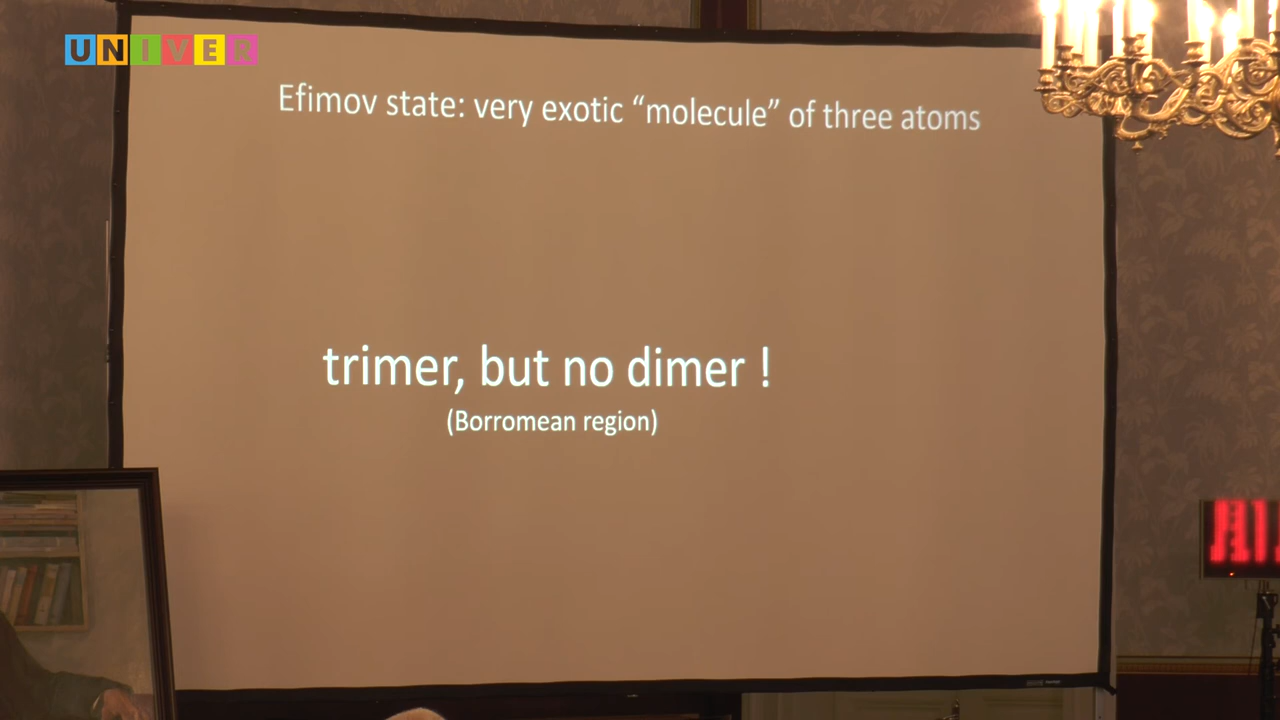 UNIVER
Efimov state: very exotic “molecule” of three atoms
trimer, but no dimer !
(Borromean region)